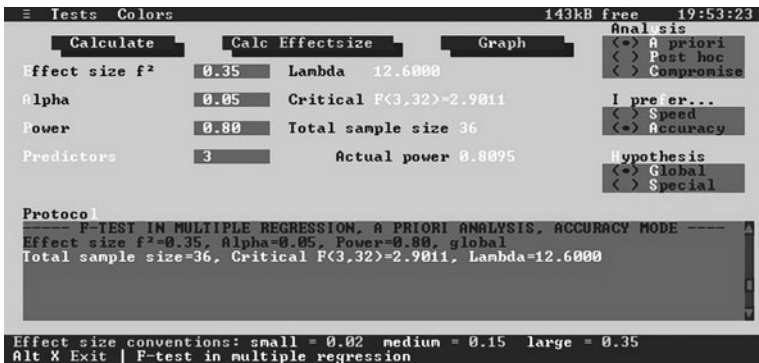 ≡ Tests Colors 143kB free 19:53:23
Calculate Calc Effectsize Graph
Analysis
(•) A priori
( ) Post hoc
( ) Compromise
Effect size f² 0.35 Lambda 12.6000
Alpha 0.05 Critical F(3,32)=2.9011
I prefer...
( ) Speed
(•) Accuracy
Power 0.80 Total sample size 36
Predictors 3 Actual power 0.8095
Hypothesis
(•) Global
( ) Special
Protocol
----- F-TEST IN MULTIPLE REGRESSION, A PRIORI ANALYSIS, ACCURACY MODE ----
Effect size f²=0.35, Alpha=0.05, Power=0.80, global
Total sample size=36, Critical F(3,32)=2.9011, Lambda=12.6000
Effect size conventions: small = 0.02 medium = 0.15 large = 0.35
Alt X Exit | F-test in multiple regression